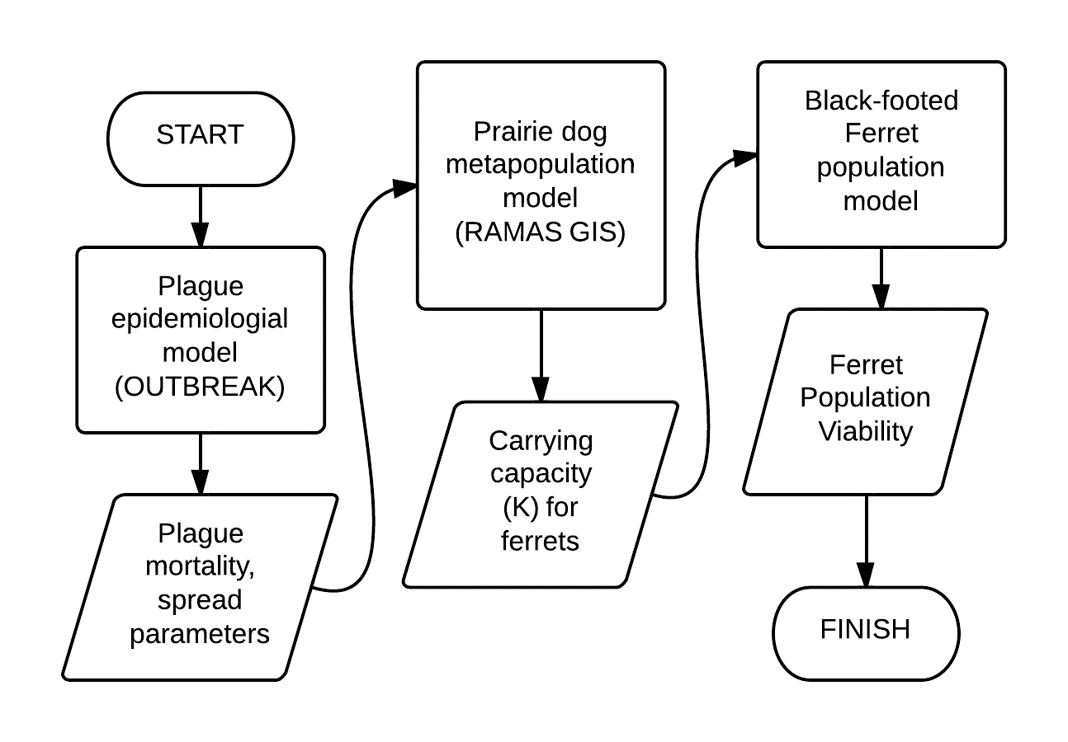 START
Plague
epidemiologial
model
(OUTBREAK)
Plague
mortality,
spread
parameters
Prairie dog
metapopulation
model
(RAMAS GIS)
Carrying
capacity
(K) for
ferrets
Black-footed
Ferret
population
model
Ferret
Population
Viability
FINISH